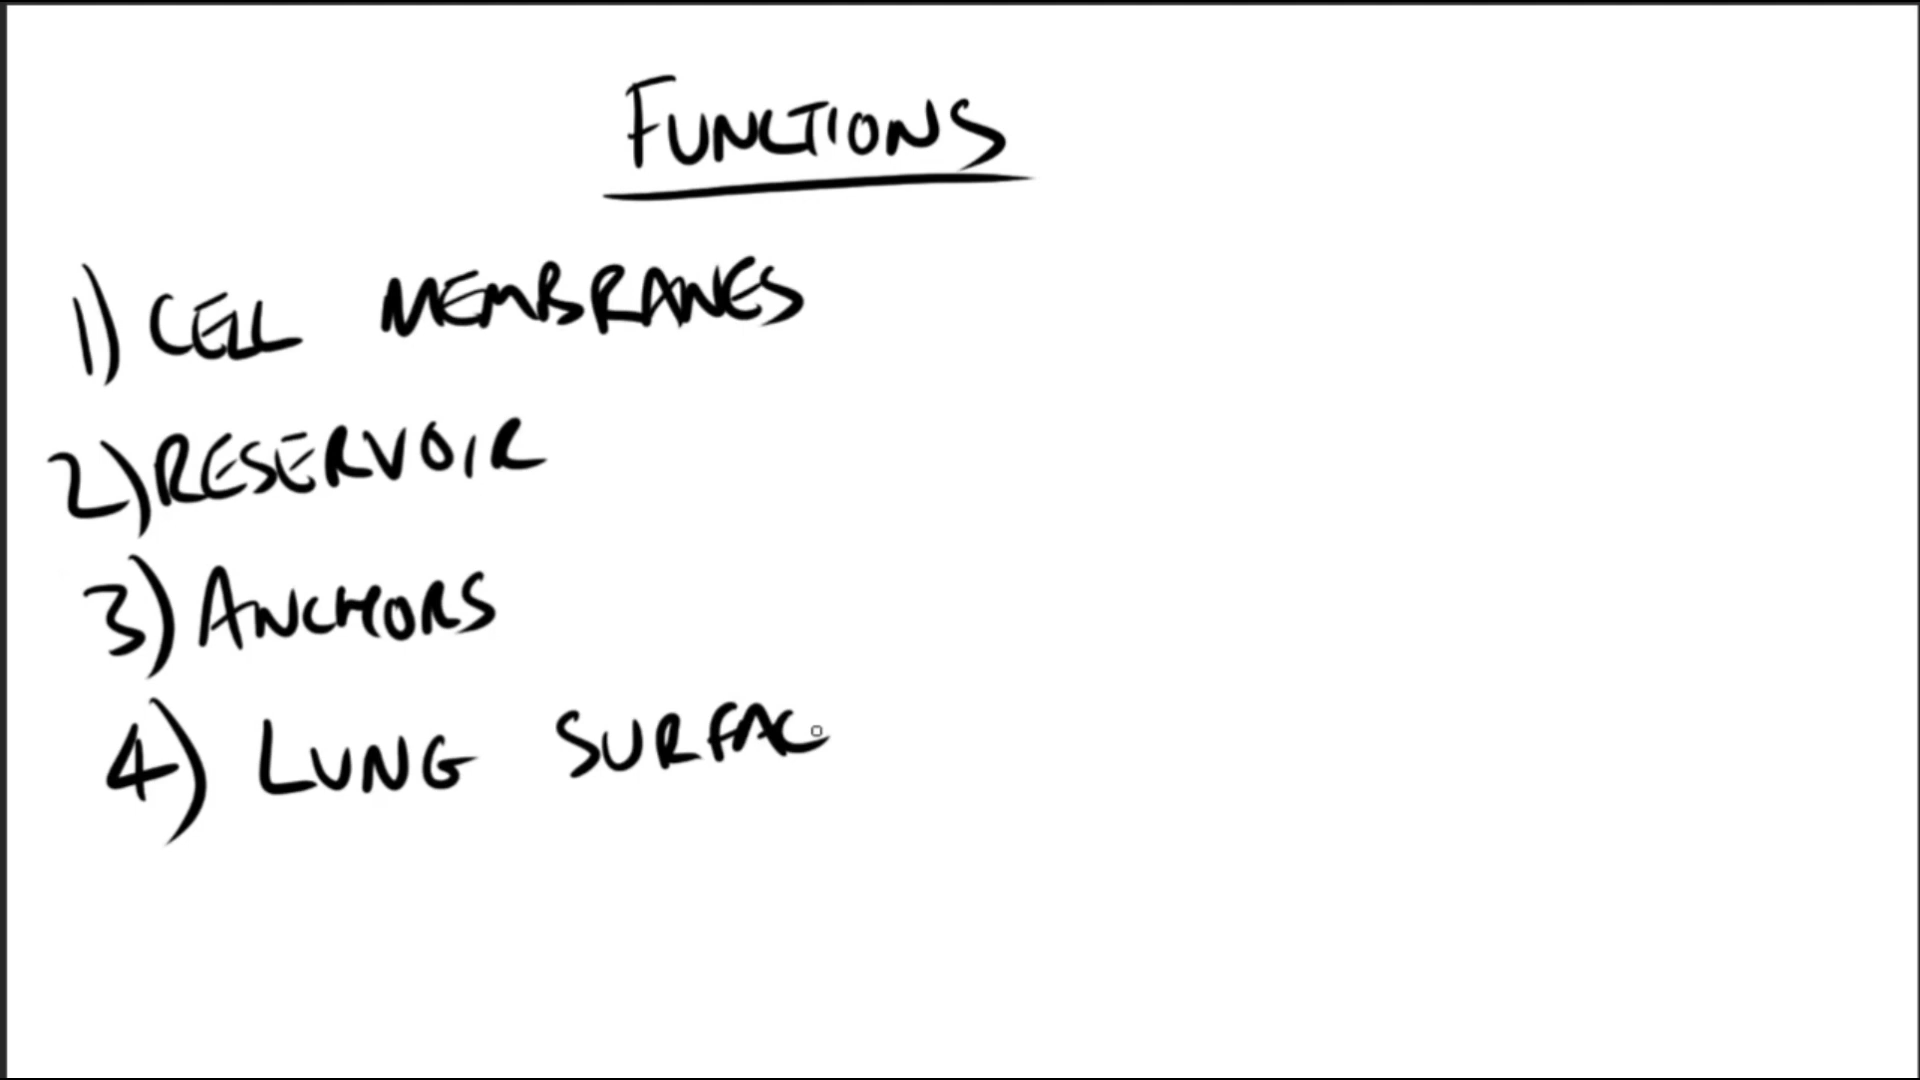 FUNCTIONS
1) CELL MEMBRANES
2) RESERVOIR
3) ANCHORS
4) LUNG SURFAC